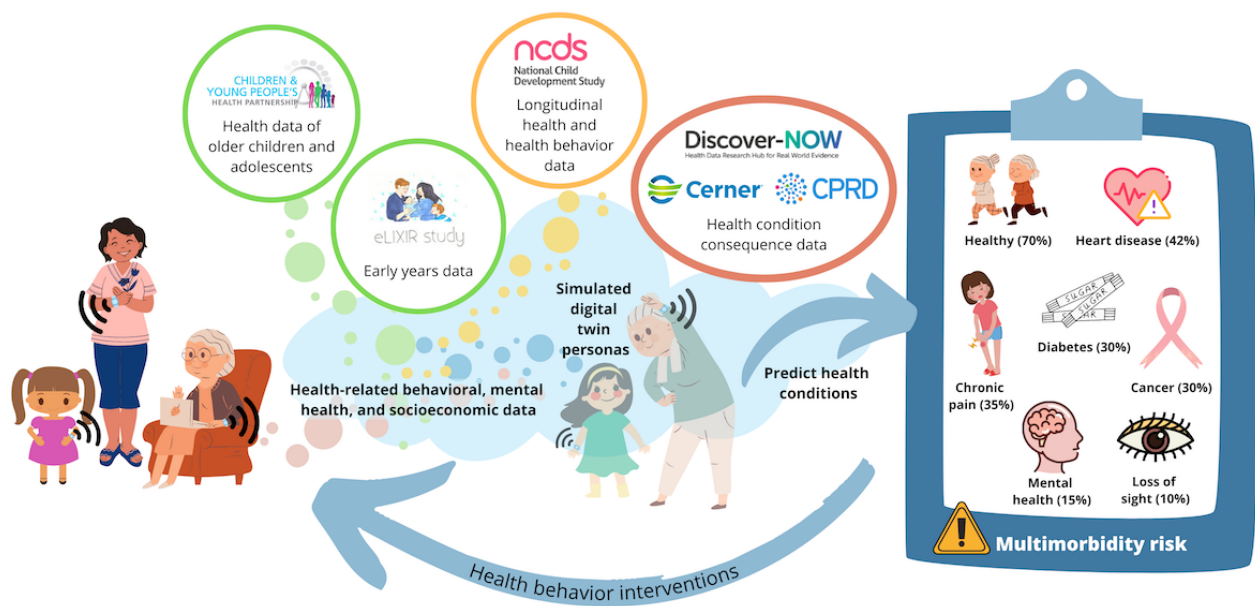 CHILDREN &
YOUNG PEOPLE'S
HEALTH PARTNERSHIP
Health data of
older children and
adolescents
eLIXIR study
Early years data
ncds
National Child
Development Study
Longitudinal
health and
health behavior
data
Discover-NOW
Health Data Research Hub for Real World Evidence
Cerner
CPRD
Health condition
consequence data
Simulated
digital
twin
personas
Health-related behavioral, mental
health, and socioeconomic data
Predict health
conditions
Health behavior interventions
Healthy (70%)
Heart disease (42%)
SUGAR
SUGAR
AR
Diabetes (30%)
Chronic
pain (35%)
Cancer (30%)
Mental
health (15%)
Loss of
sight (10%)
Multimorbidity risk